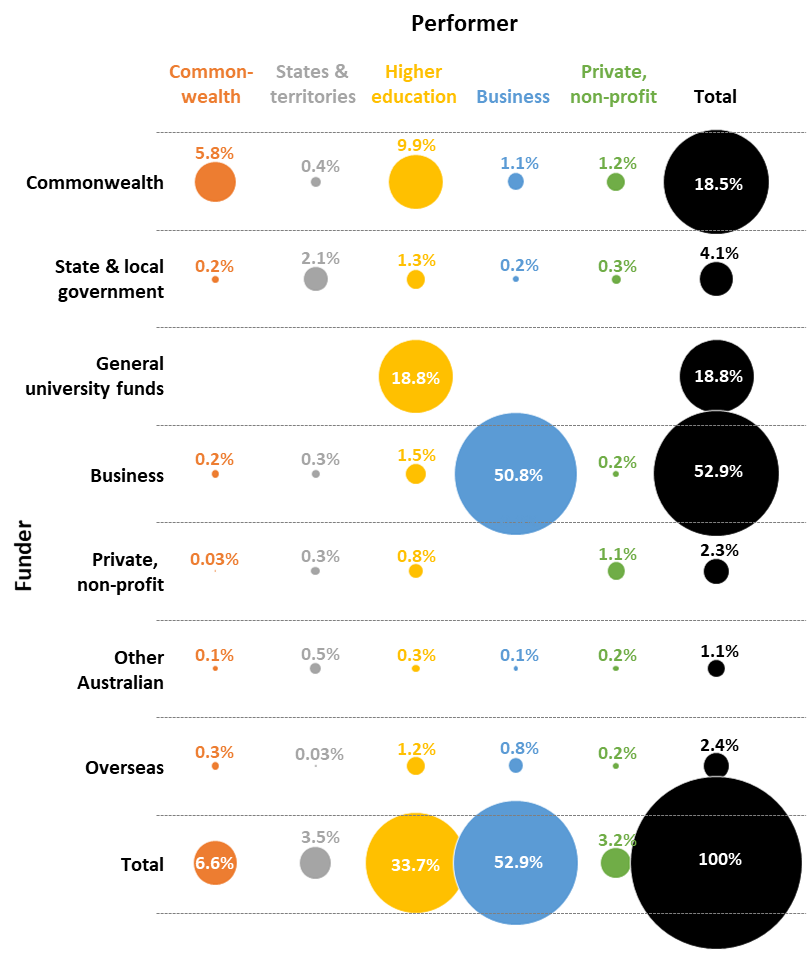 Performer
Common-
wealth
States &
territories
Higher
education
Business
Private,
non-profit
Total
Funder
Commonwealth
5.8%
0.4%
9.9%
1.1%
1.2%
18.5%
State & local
government
0.2%
2.1%
1.3%
0.2%
0.3%
4.1%
General
university funds
18.8%
18.8%
Business
0.2%
0.3%
1.5%
50.8%
0.2%
52.9%
Private,
non-profit
0.03%
0.3%
0.8%
1.1%
2.3%
Other
Australian
0.1%
0.5%
0.3%
0.1%
0.2%
1.1%
Overseas
0.3%
0.03%
1.2%
0.8%
0.2%
2.4%
Total
6.6%
3.5%
33.7%
52.9%
3.2%
100%